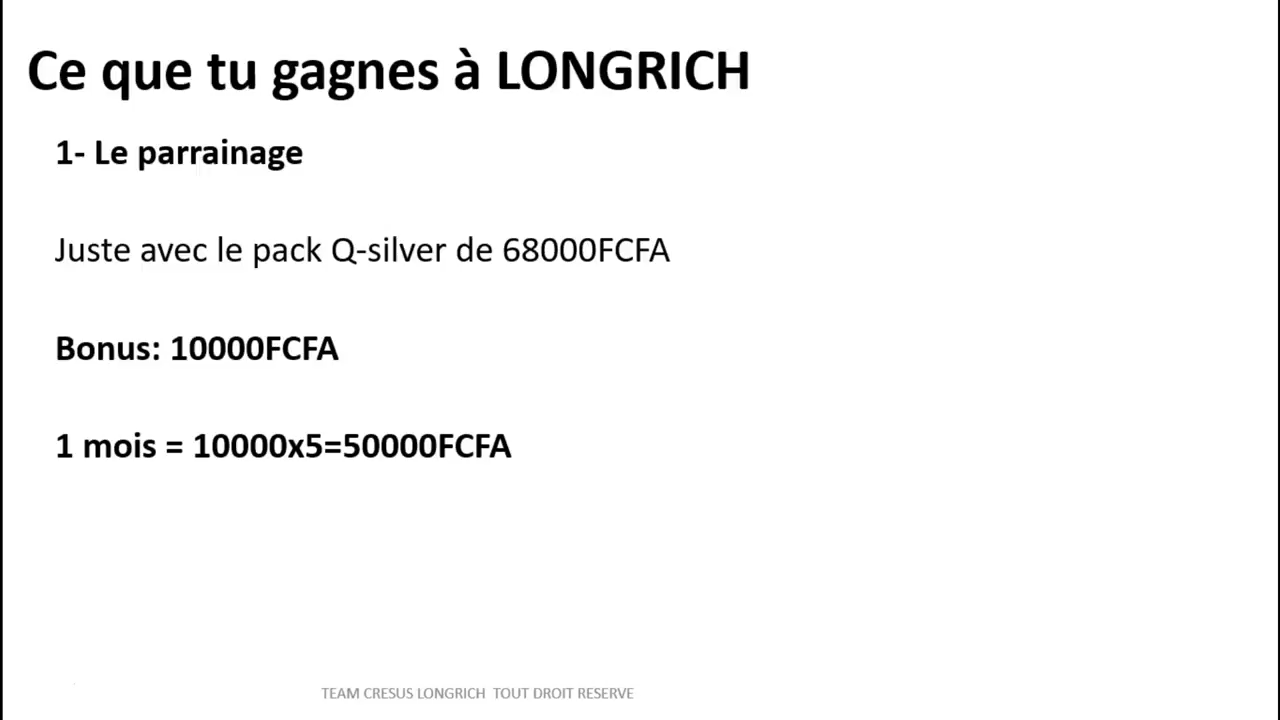 Ce que tu gagnes à LONGRICH
1- Le parrainage
Juste avec le pack Q-silver de 68000FCFA
Bonus: 10000FCFA
1 mois = 10000x5=50000FCFA
TEAM CRESUS LONGRICH TOUT DROIT RESERVE